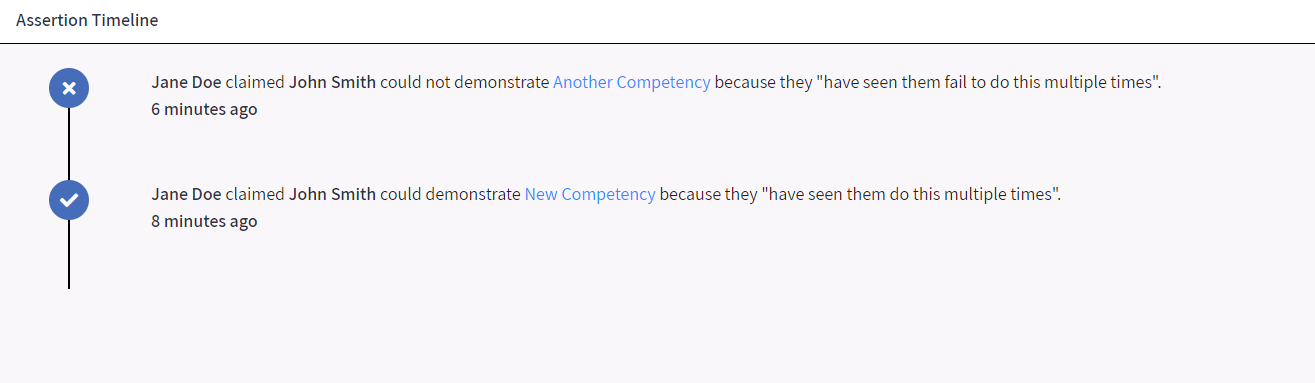 Assertion Timeline
Jane Doe claimed John Smith could not demonstrate Another Competency because they "have seen them fail to do this multiple times".
6 minutes ago
Jane Doe claimed John Smith could demonstrate New Competency because they "have seen them do this multiple times".
8 minutes ago